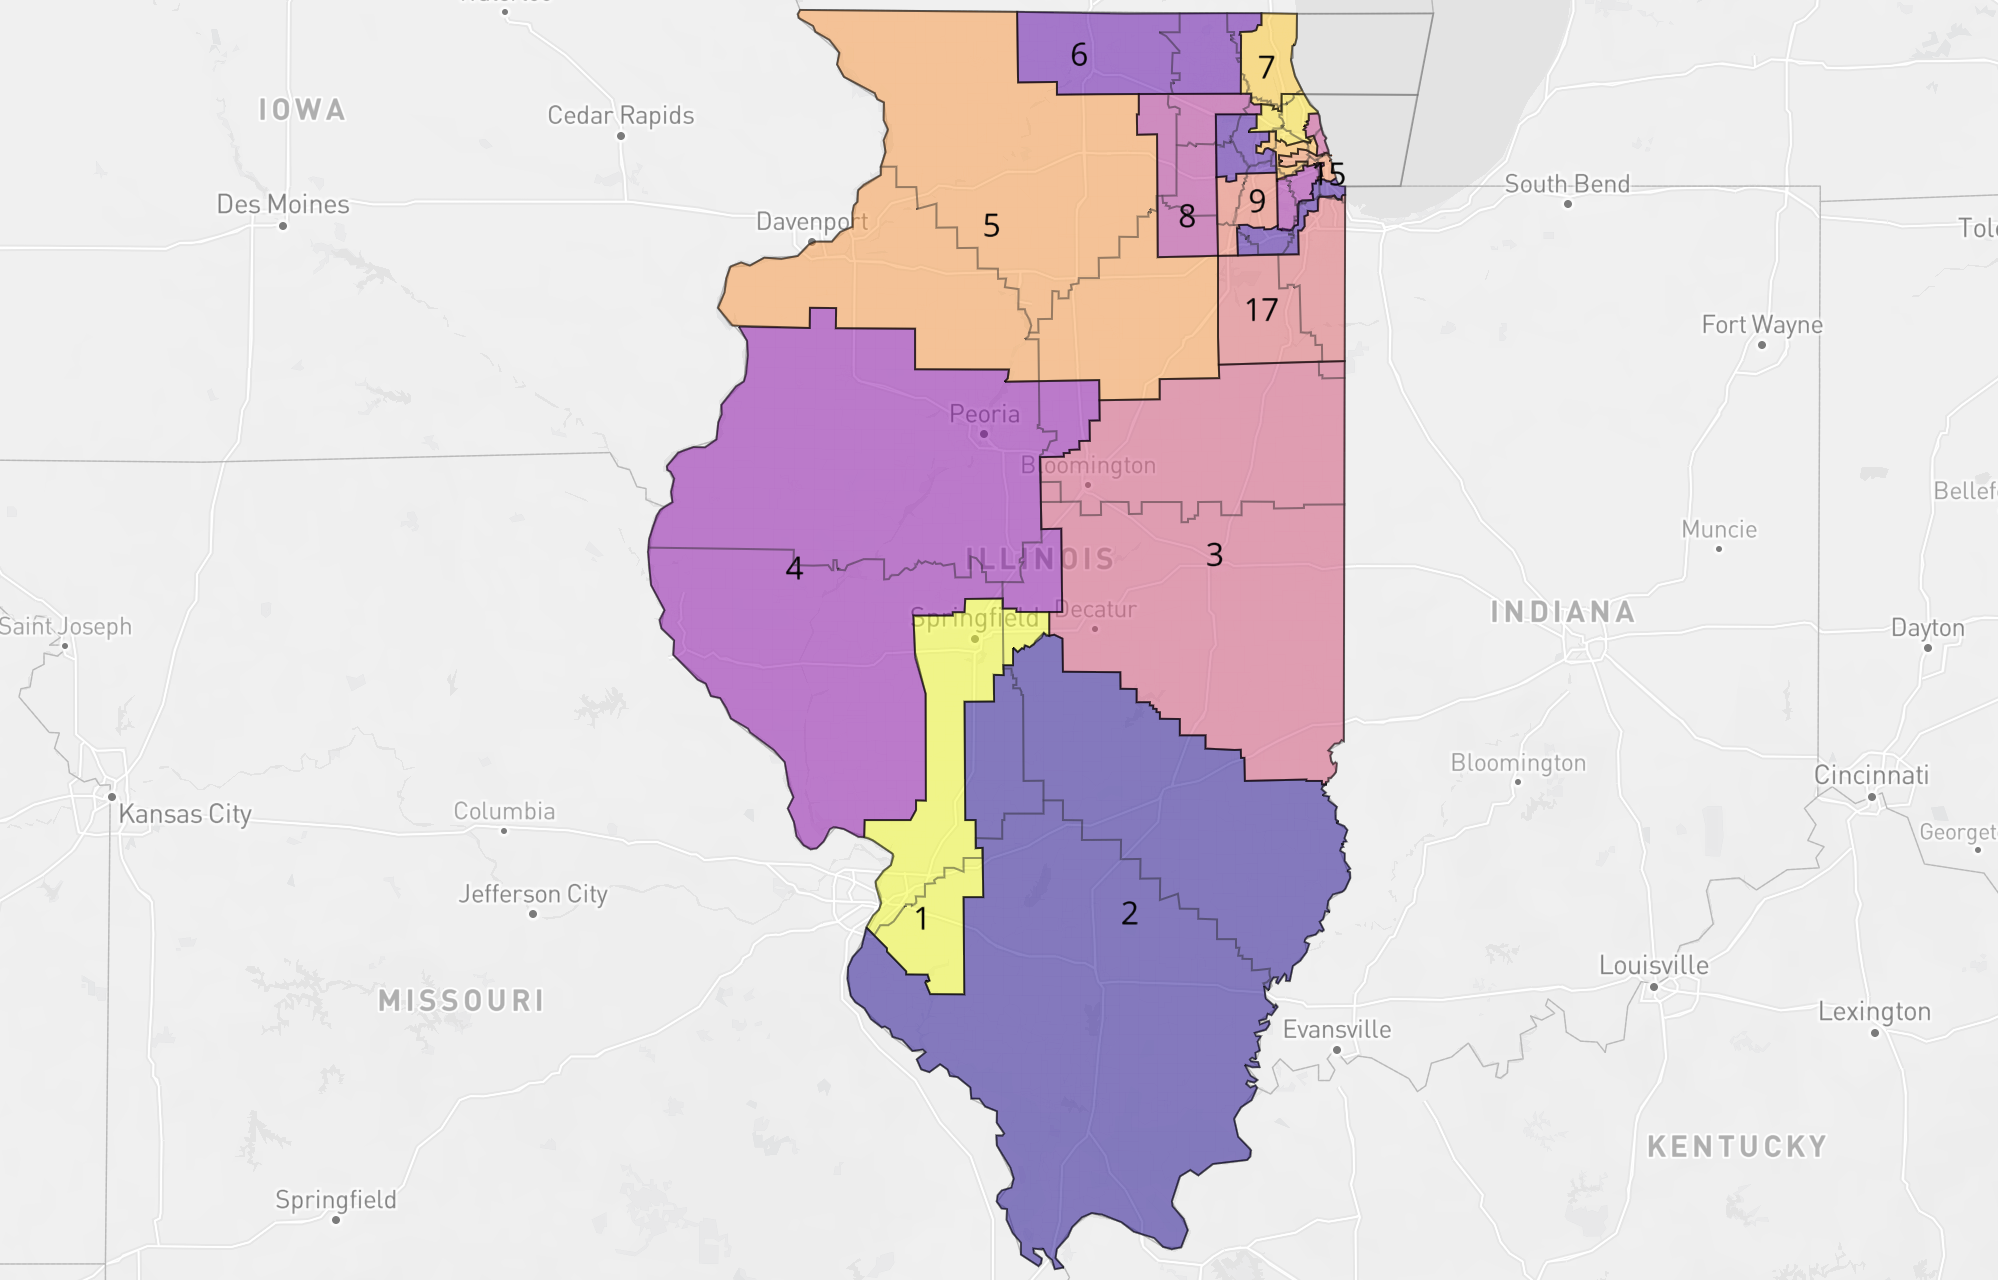 6
7
IOWA
Cedar Rapids
15
South Bend
Des Moines
9
Davenport
8
5
Tol
17
Fort Wayne
Peoria
Bloomington
Bellef
Muncie
3
ILLINOIS
4
Decatur
INDIANA
Springfield
Saint Joseph
Dayton
Bloomington
Cincinnati
Columbia
Kansas City
Georget
Jefferson City
2
1
Louisville
MISSOURI
Lexington
Evansville
KENTUCKY
Springfield